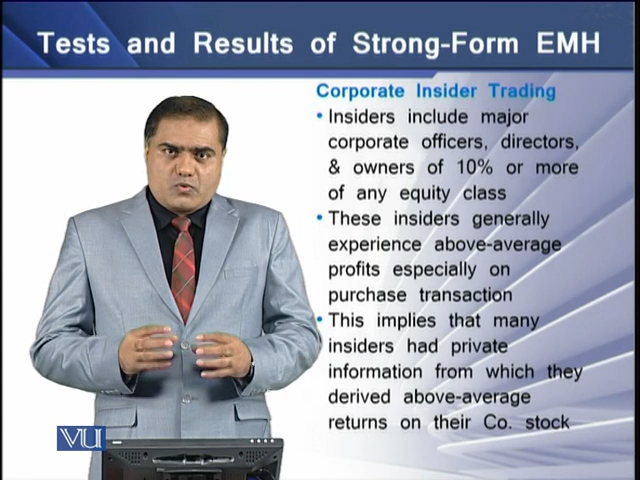 Tests and Results of Strong-Form EMH
Corporate Insider Trading
• Insiders include major
corporate officers, directors,
& owners of 10% or more
of any equity class
• These insiders generally
experience above-average
profits especially on
purchase transaction
• This implies that many
insiders had private
information from which they
derived above-average
returns on their Co. stock
VU